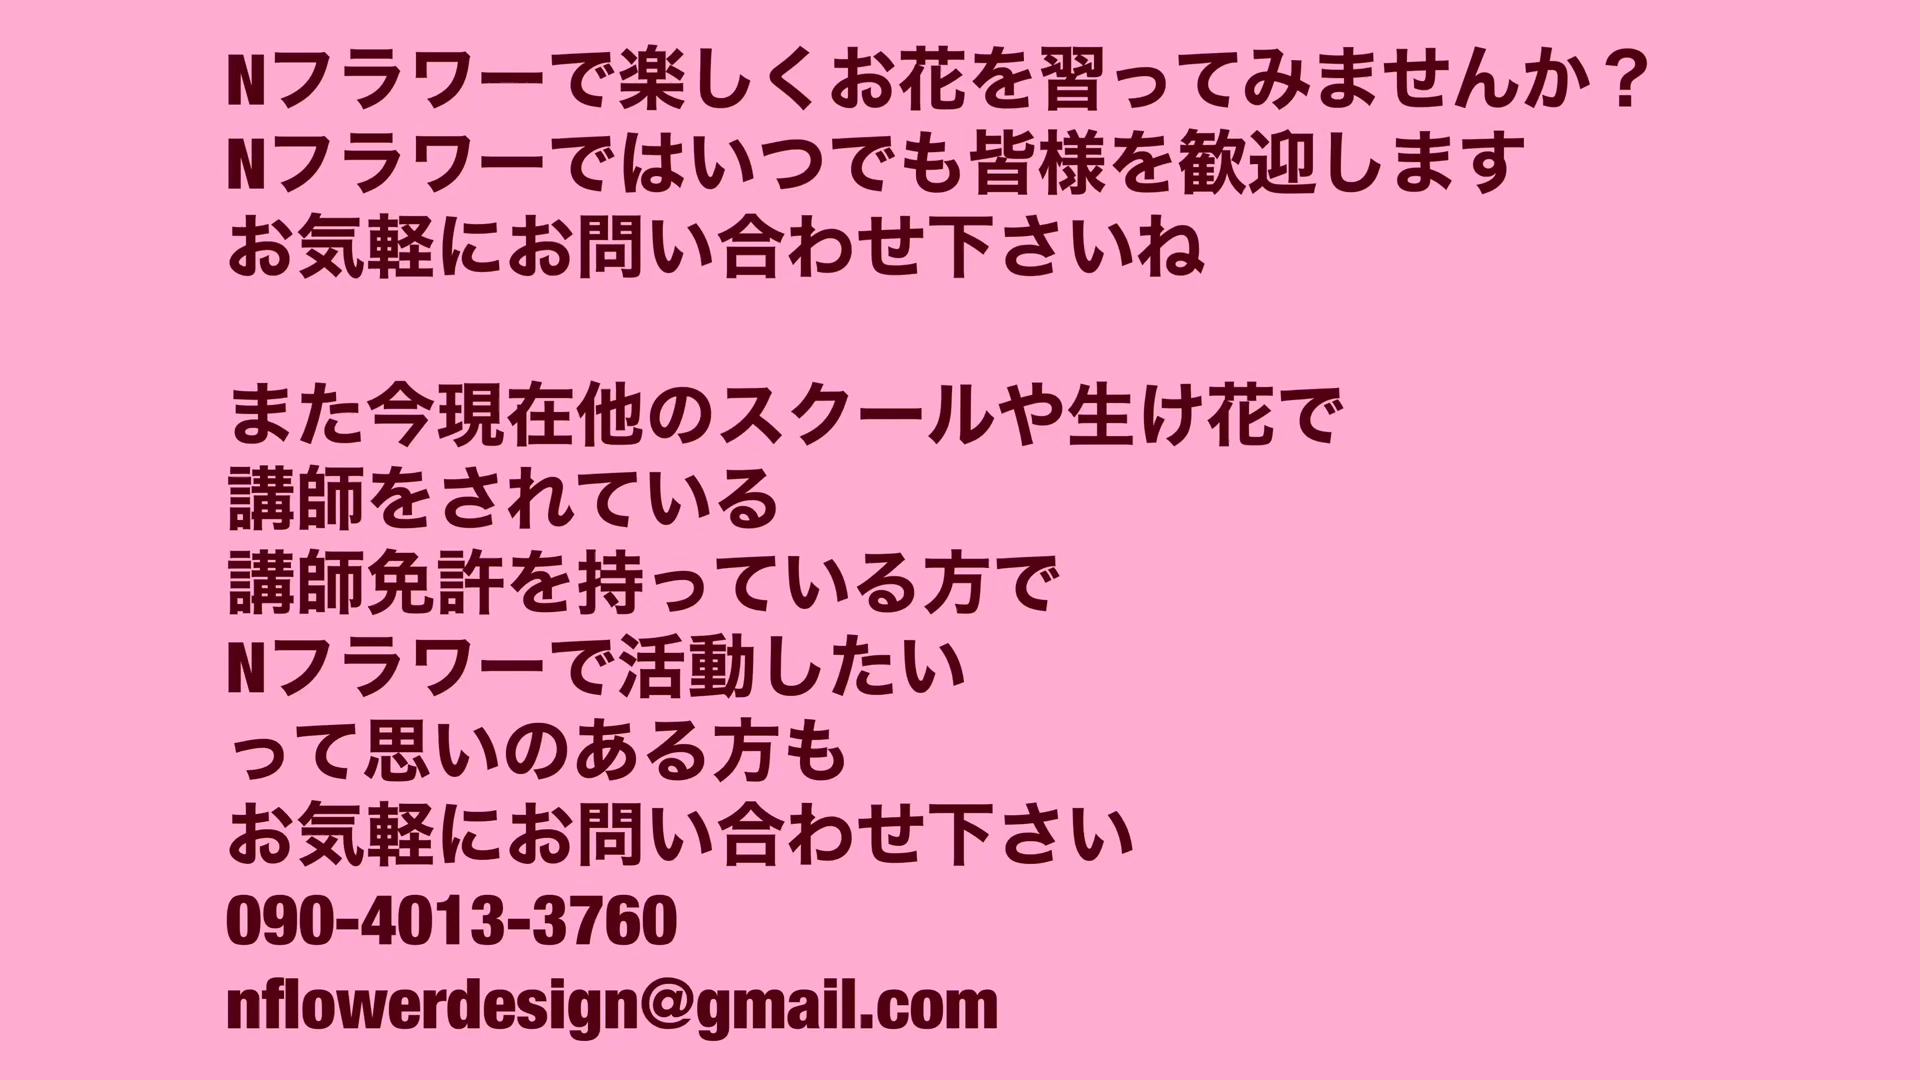 Nフラワーで楽しくお花を習ってみませんか？
Nフラワーではいつでも皆様を歓迎します
お気軽にお問い合わせ下さいね
また今現在他のスクールや生け花で
講師をされている
講師免許を持っている方で
Nフラワーで活動したい
って思いのある方も
お気軽にお問い合わせ下さい
090-4013-3760
nflowerdesign@gmail.com